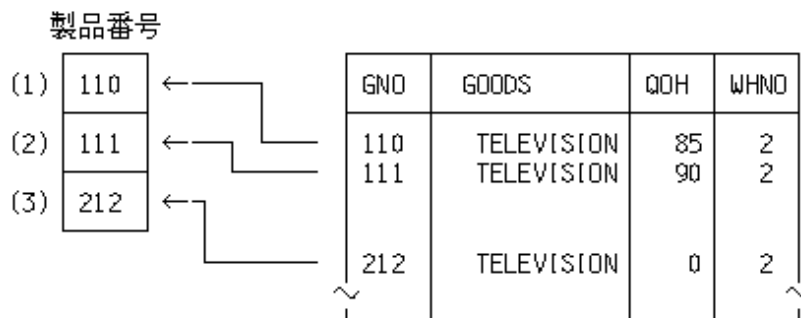 製品番号
(1) 110
(2) 111
(3) 212
GNO GOODS QOH WHNO
110 TELEVISION 85 2
111 TELEVISION 90 2
212 TELEVISION 0 2